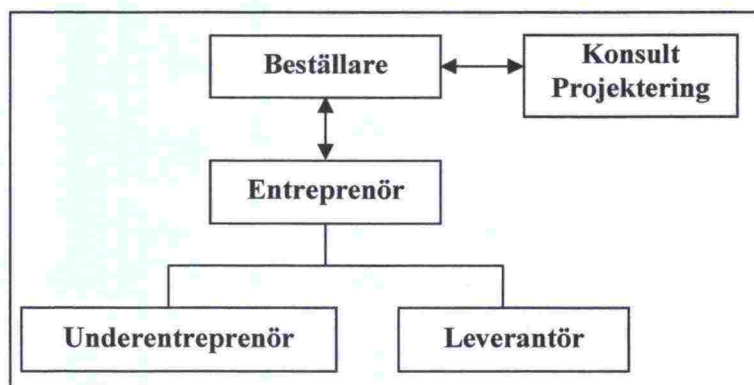 Beställare
Konsult
Projektering
Entreprenör
Underentreprenör
Leverantör